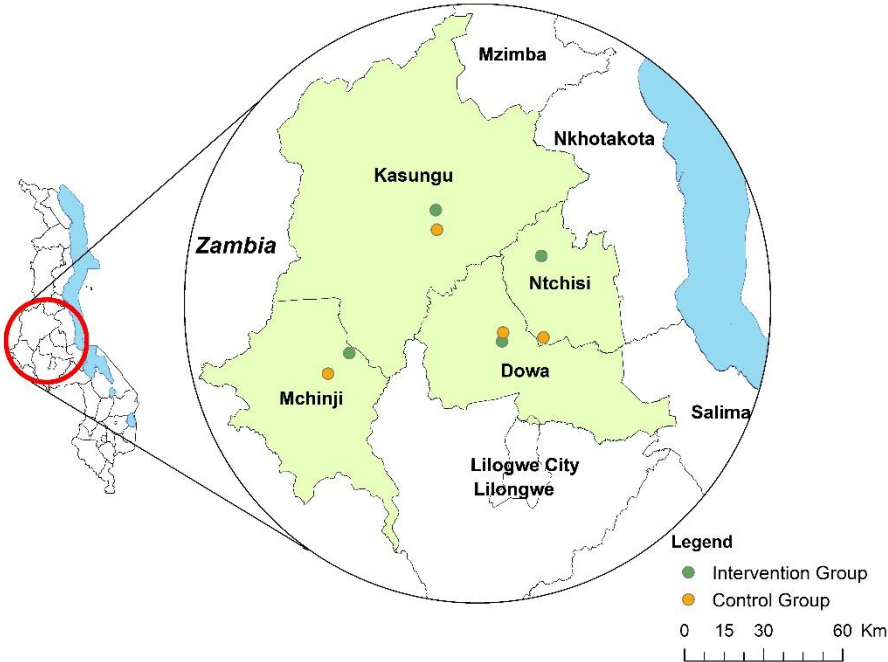 Mzimba
Nkhotakota
Kasungu
Zambia
Ntchisi
Dowa
Mchinji
Salima
Lilogwe City
Lilongwe
Legend
Intervention Group
Control Group
0 15 30 60 Km